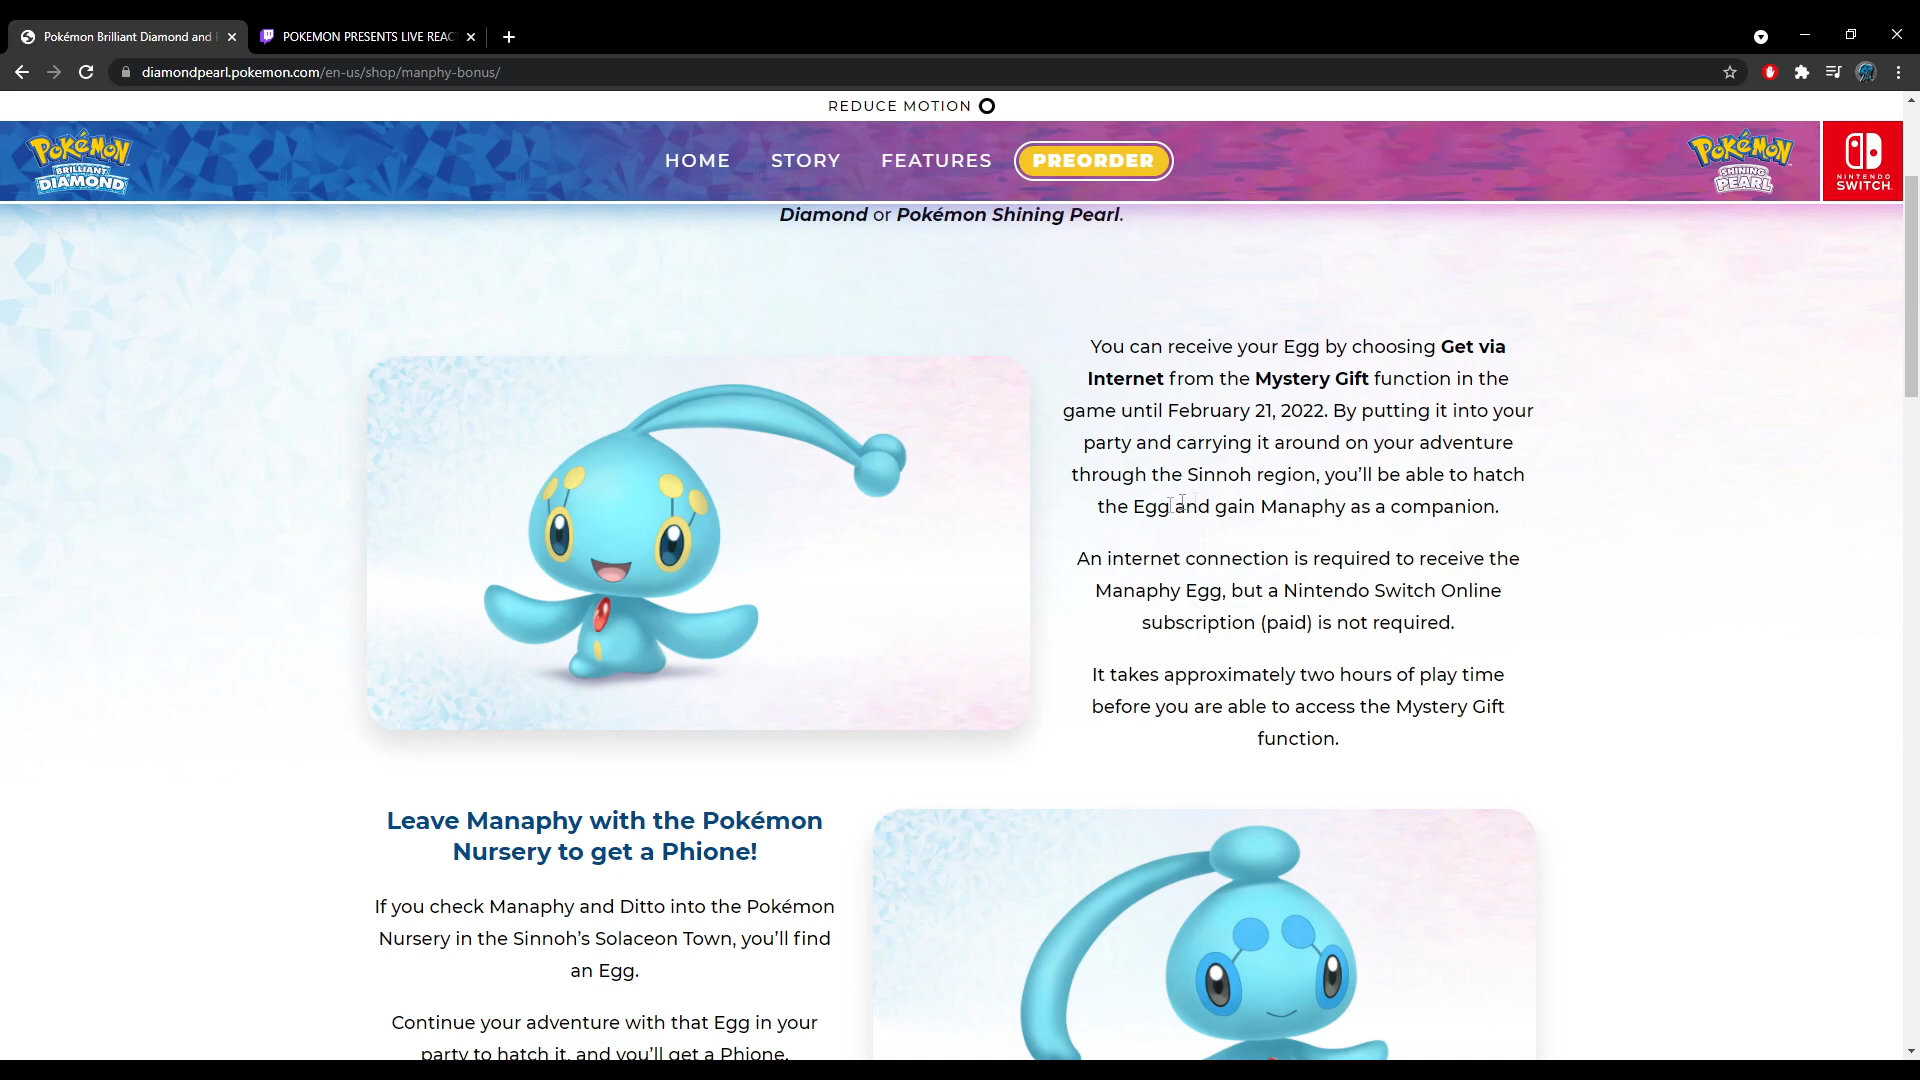 Pokémon Brilliant Diamond and
POKEMON PRESENTS LIVE REAC
diamondpearl.pokemon.com/en-us/shop/manphy-bonus/
REDUCE MOTION
Pokémon
BRILLIANT
DIAMOND
HOME
STORY
FEATURES
PREORDER
Pokémon
SHINING
PEARL
NINTENDO
SWITCH
Diamond or Pokémon Shining Pearl.
You can receive your Egg by choosing Get via
Internet from the Mystery Gift function in the
game until February 21, 2022. By putting it into your
party and carrying it around on your adventure
through the Sinnoh region, you’ll be able to hatch
the Egg and gain Manaphy as a companion.
An internet connection is required to receive the
Manaphy Egg, but a Nintendo Switch Online
subscription (paid) is not required.
It takes approximately two hours of play time
before you are able to access the Mystery Gift
function.
Leave Manaphy with the Pokémon
Nursery to get a Phione!
If you check Manaphy and Ditto into the Pokémon
Nursery in the Sinnoh’s Solaceon Town, you’ll find
an Egg.
Continue your adventure with that Egg in your
party to hatch it, and you’ll get a Phione.